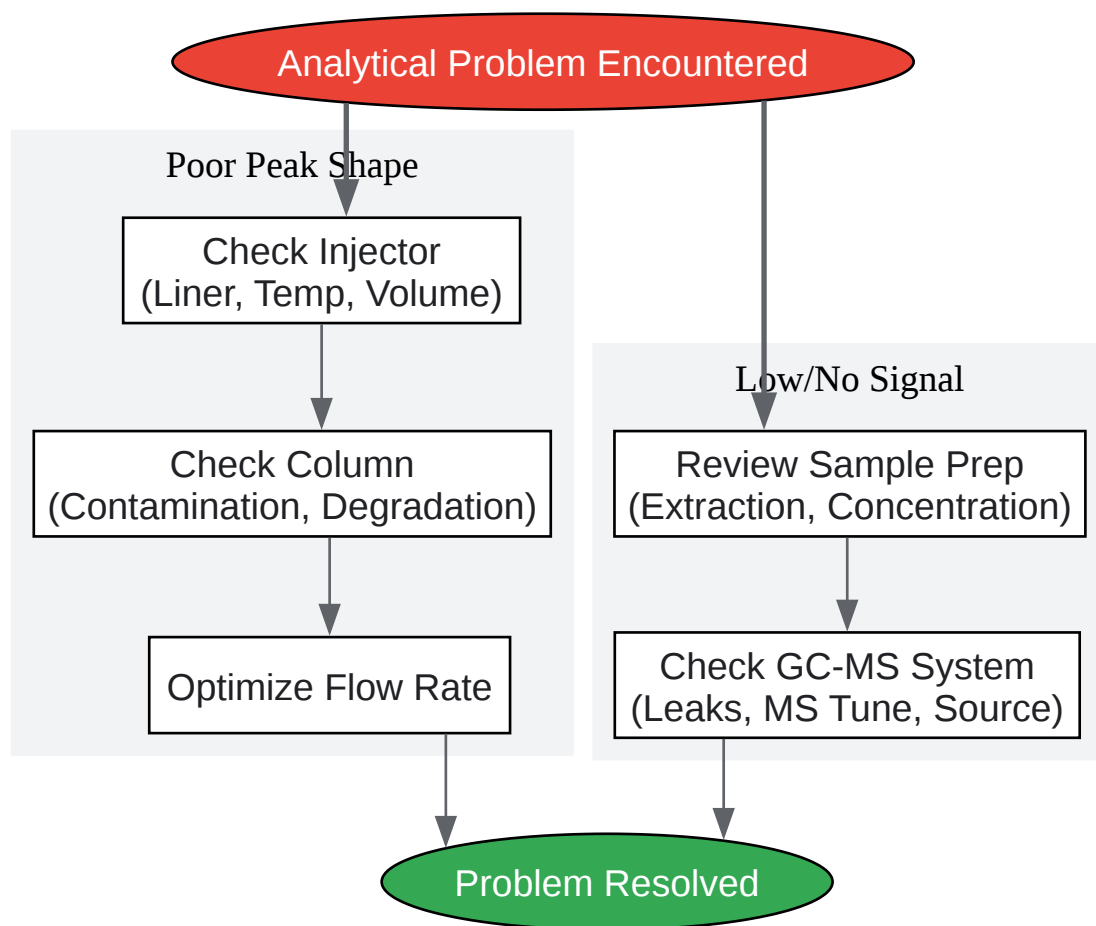 Analytical Problem Encountered
Poor Peak Shape
Check Injector
(Liner, Temp, Volume)
Check Column
(Contamination, Degradation)
Optimize Flow Rate
Low/No Signal
Review Sample Prep
(Extraction, Concentration)
Check GC-MS System
(Leaks, MS Tune, Source)
Problem Resolved